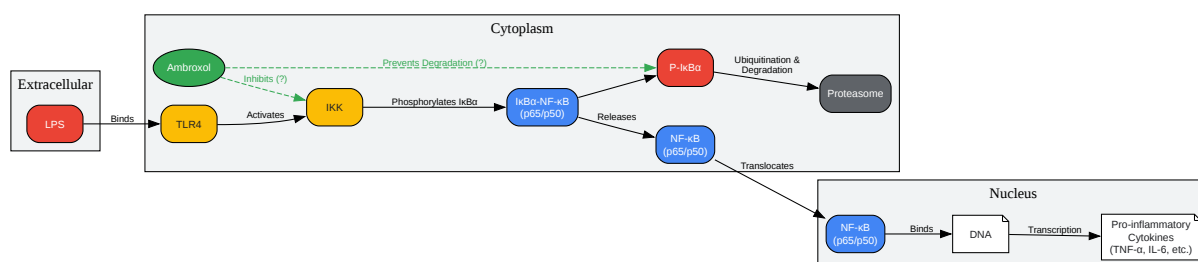 Cytoplasm
Extracellular
LPS
Binds
Ambroxol
Prevents Degradation (?)
Inhibits (?)
TLR4
Activates
IKK
Phosphorylates IκBα
IκBα-NF-κB
(p65/p50)
Releases
P-IκBα
Ubiquitination &
Degradation
Proteasome
NF-κB
(p65/p50)
Translocates
Nucleus
NF-κB
(p65/p50)
Binds
DNA
Transcription
Pro-inflammatory
Cytokines
(TNF-α, IL-6, etc.)